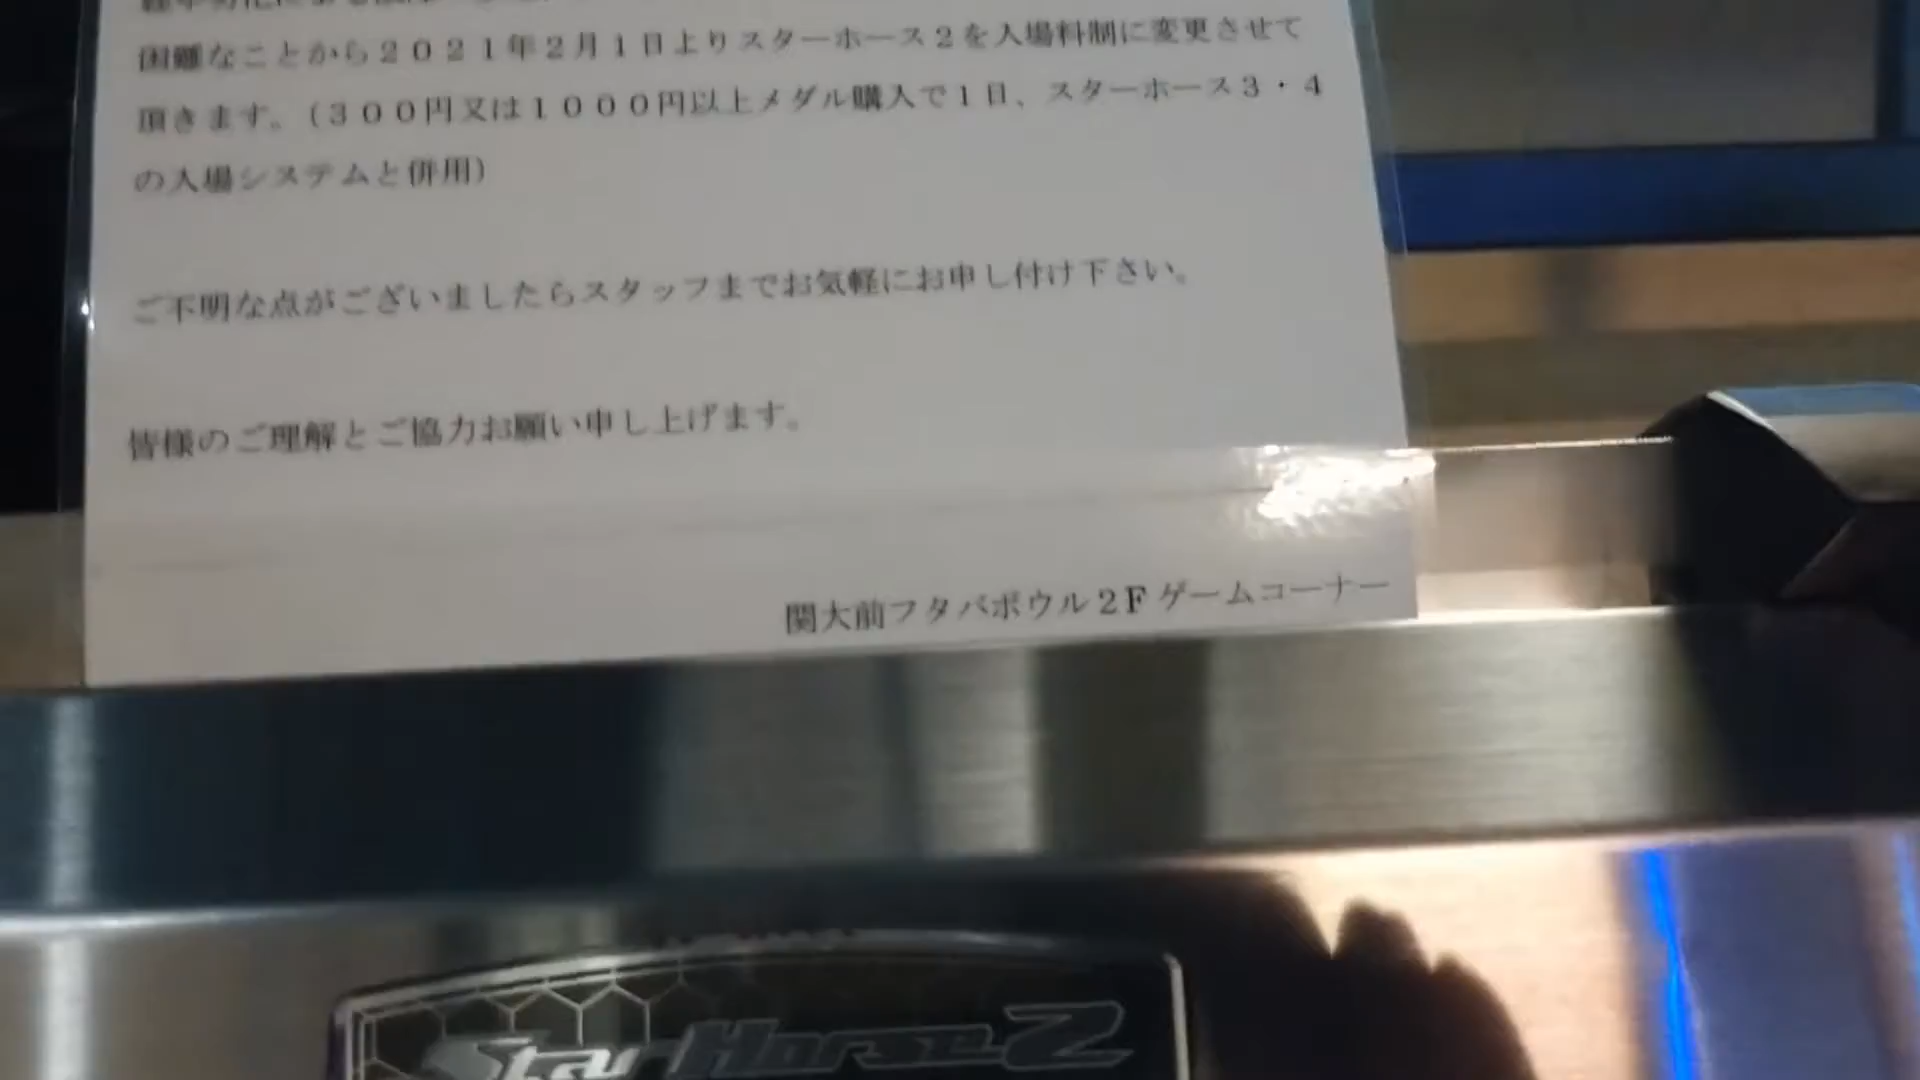 困難なことから2021年2月1日よりスターホース2を入場料制に変更させて
頂きます。(300円又は1000円以上メダル購入で1日、スターホース3・4
の入場システムと併用)
ご不明な点がございましたらスタッフまでお気軽にお申し付け下さい。
皆様のご理解とご協力お願い申し上げます。
関大前フタバボウル2Fゲームコーナー
StarHorse2